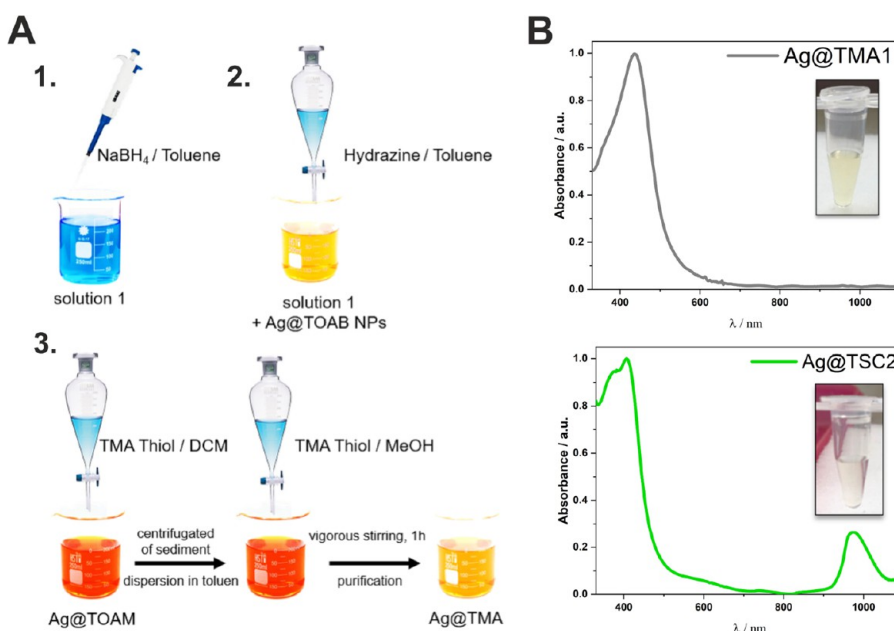 A
1.
NaBH₄ / Toluene
solution 1
2.
Hydrazine / Toluene
solution 1
+ Ag@TOAB NPs
3.
TMA Thiol / DCM
TMA Thiol / MeOH
centrifugated
of sediment
dispersion in toluen
vigorous stirring, 1h
purification
Ag@TOAM
Ag@TMA
B
Ag@TMA1
Absorbance / a.u.
1.0
0.8
0.6
0.4
0.2
0.0
400 600 800 1000
λ / nm
Ag@TSC2
Absorbance / a.u.
1.0
0.8
0.6
0.4
0.2
0.0
400 600 800 1000
λ / nm